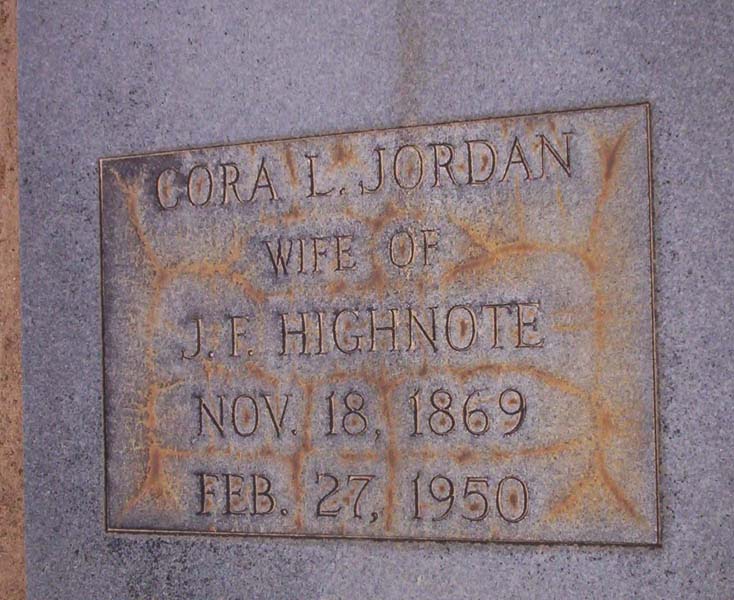 CORA L. JORDAN
WIFE OF
J. F. HIGHNOTE
NOV. 18, 1869
FEB. 27, 1950